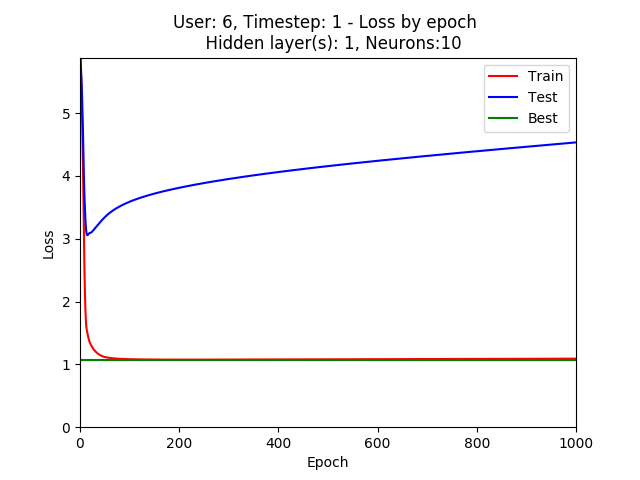 User: 6, Timestep: 1 - Loss by epoch
Hidden layer(s): 1, Neurons:10
Train
Test
Best
5
4
3
2
1
0
Loss
0
200
400
600
800
1000
Epoch